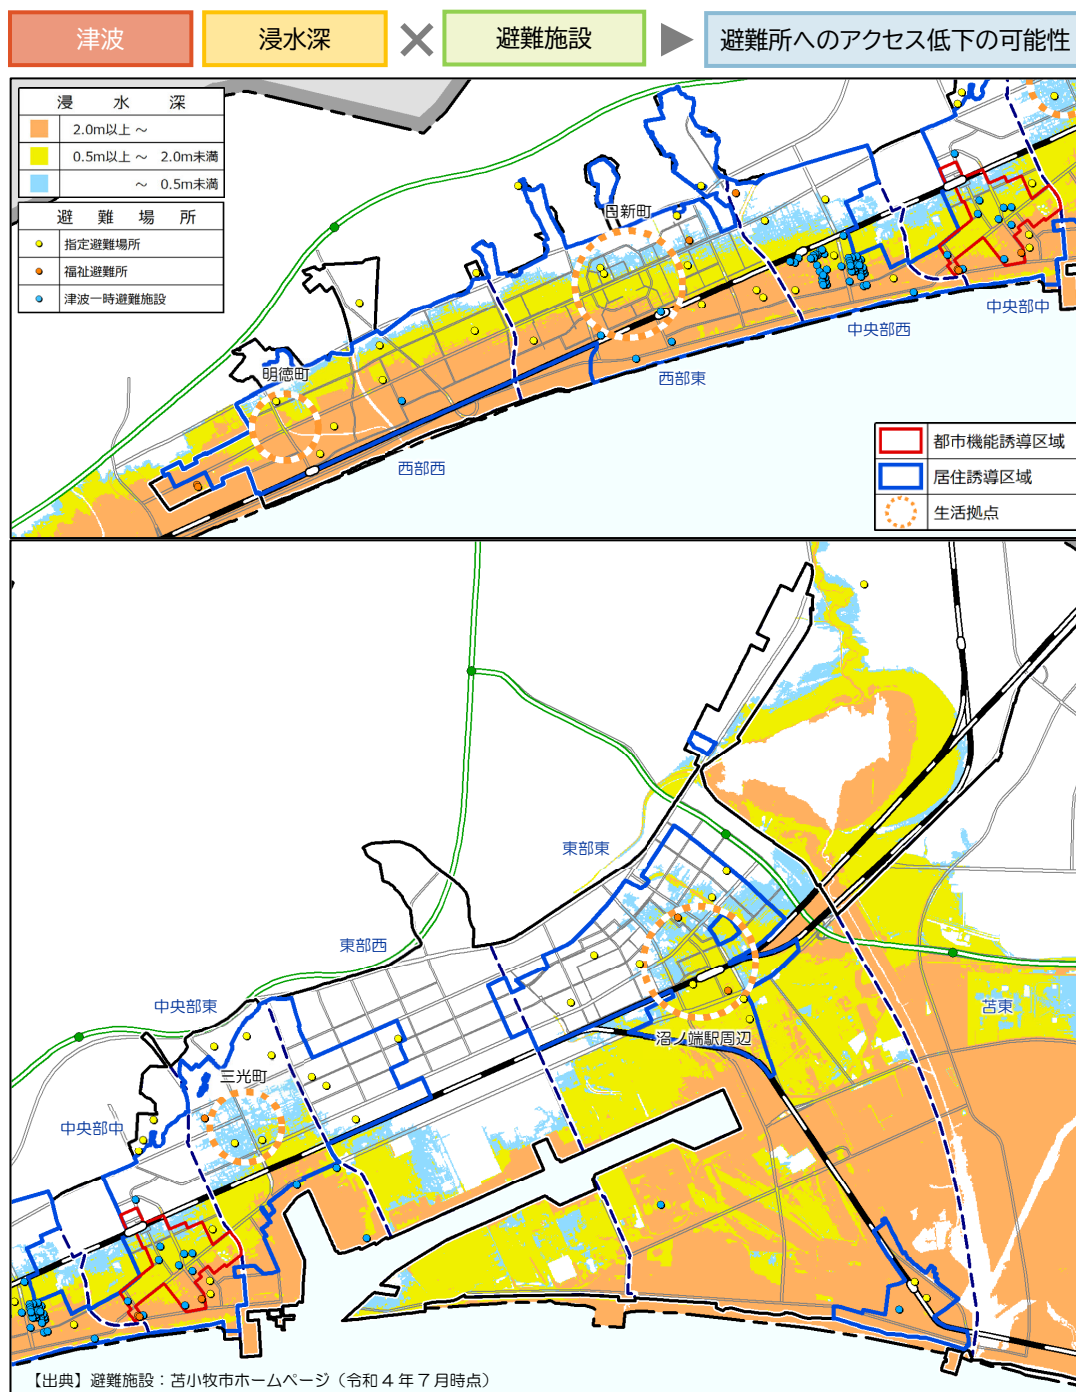 津波
浸水深
避難施設
避難所へのアクセス低下の可能性
浸水深
2.0m以上 ～
0.5m以上 ～ 2.0m未満
～ 0.5m未満
避難場所
指定避難場所
福祉避難所
津波一時避難施設
日新町
明徳町
中央部中
中央部西
西部東
西部西
都市機能誘導区域
居住誘導区域
生活拠点
東部東
東部西
中央部東
苫東
沼ノ端駅周辺
三光町
中央部中
【出典】避難施設：苫小牧市ホームページ（令和４年７月時点）